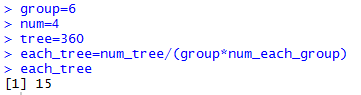 > group=6
> num=4
> tree=360
> each_tree=num_tree/(group*num_each_group)
> each_tree
[1] 15